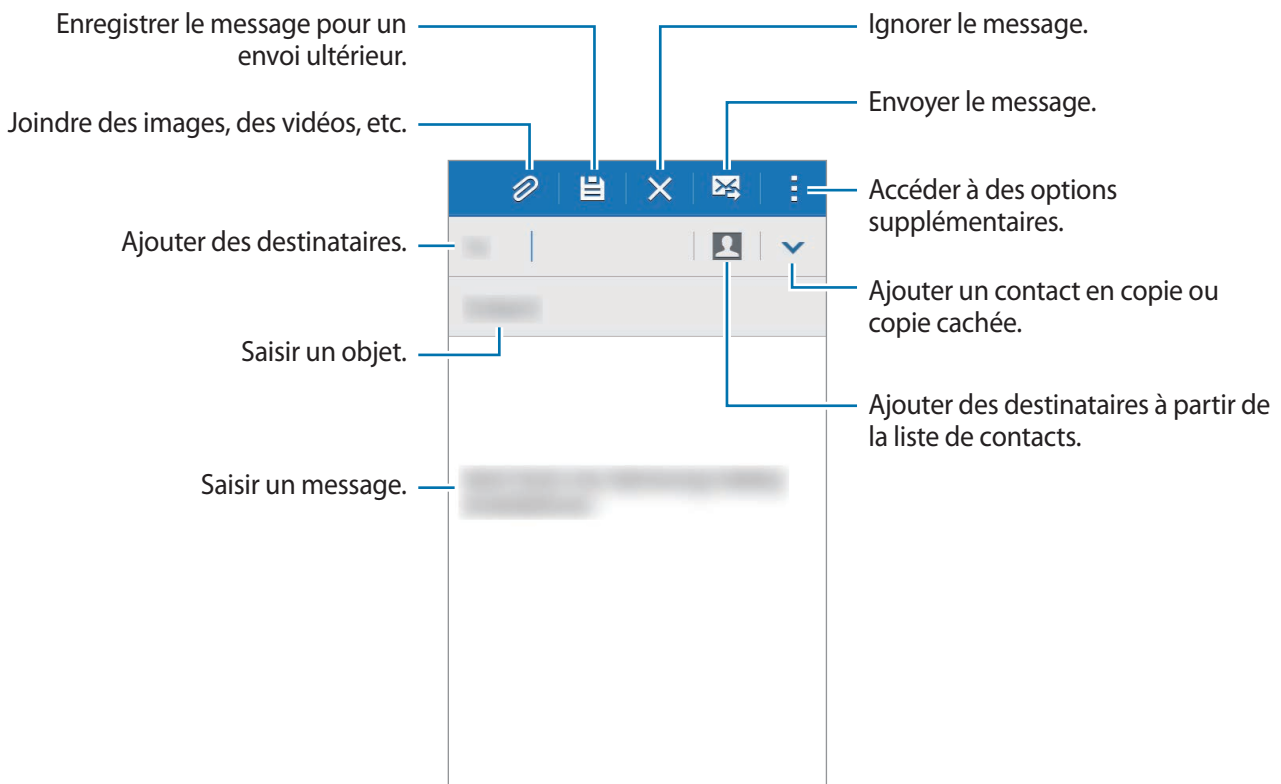 Enregistrer le message pour un
envoi ultérieur.
Joindre des images, des vidéos, etc.
Ajouter des destinataires.
Saisir un objet.
Saisir un message.
Ignorer le message.
Envoyer le message.
Accéder à des options
supplémentaires.
Ajouter un contact en copie ou
copie cachée.
Ajouter des destinataires à partir de
la liste de contacts.